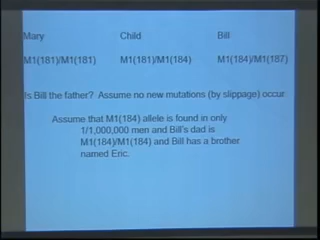 Mary Child Bill
M1(181)/M1(181) M1(181)/M1(184) M1(184)/M1(187)
Is Bill the father? Assume no new mutations (by slippage) occur
Assume that M1(184) allele is found in only
1/1,000,000 men and Bill's dad is
M1(184)/M1(184) and Bill has a brother
named Eric.